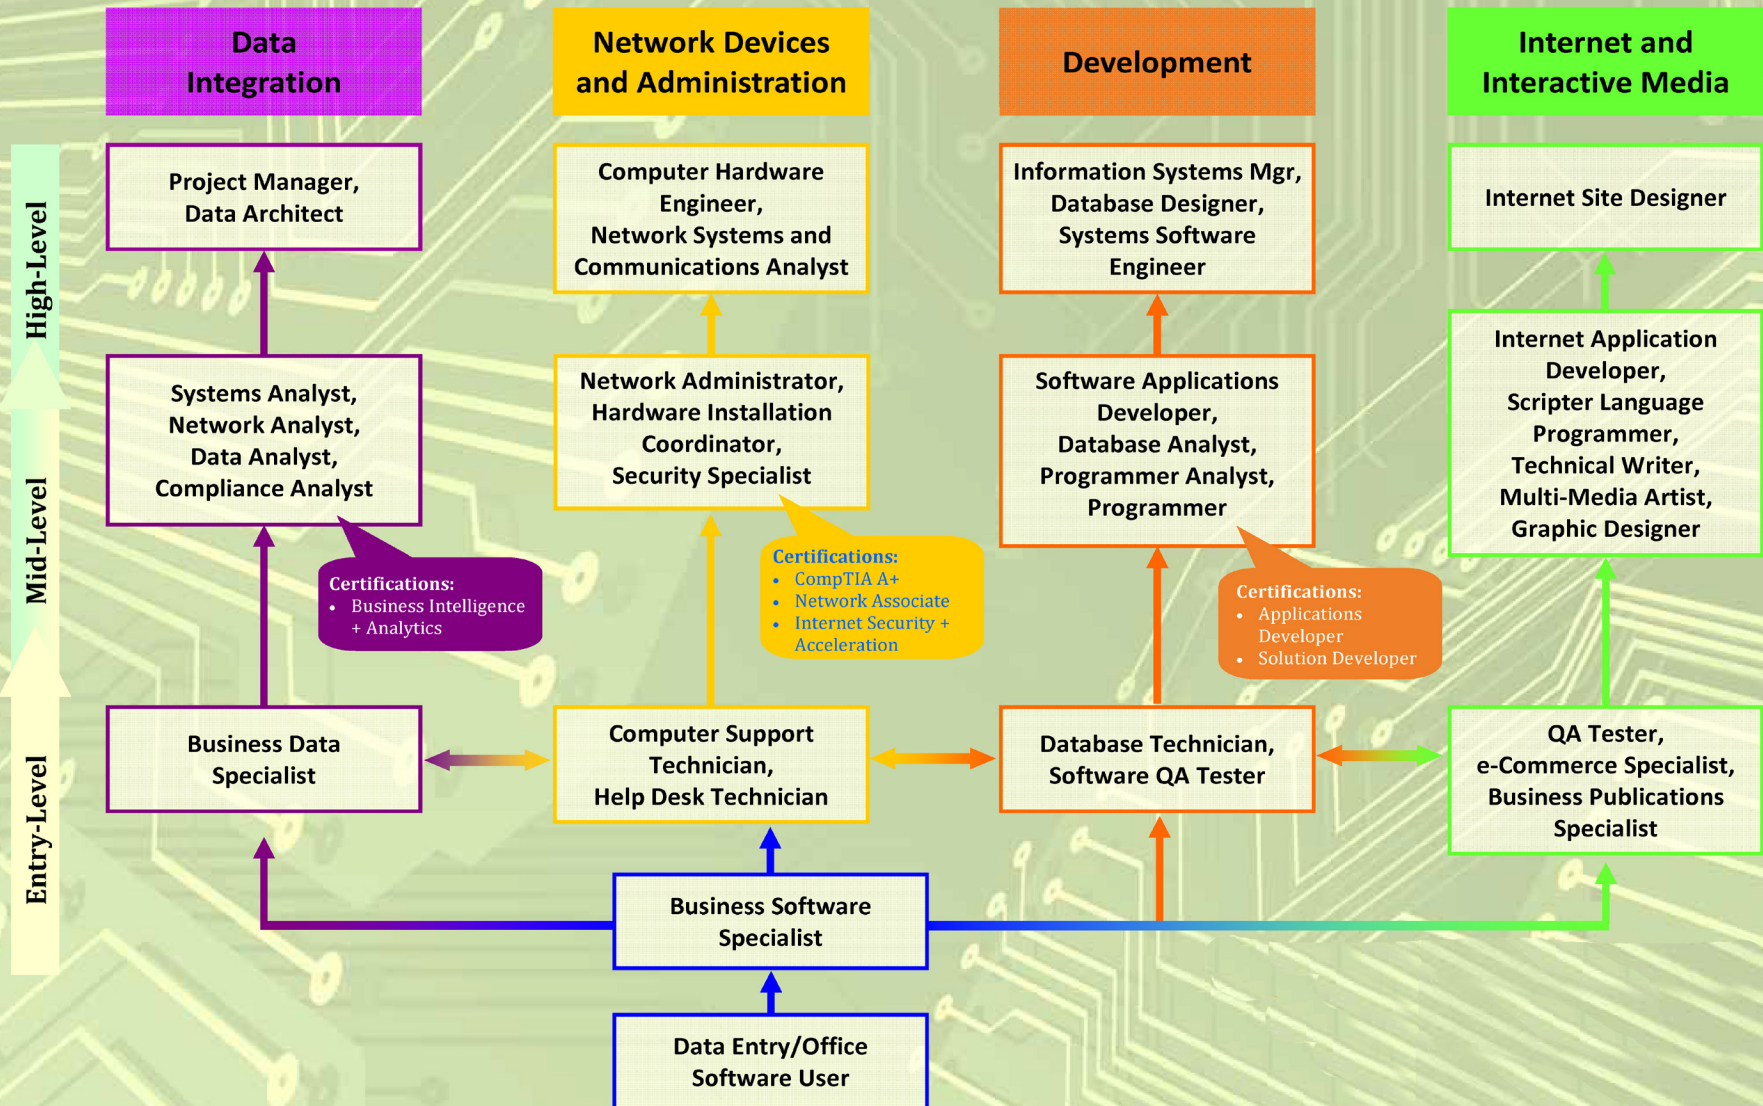 Data
Integration
Network Devices
and Administration
Development
Internet and
Interactive Media
High-Level
Mid-Level
Entry-Level
Project Manager,
Data Architect
Computer Hardware
Engineer,
Network Systems and
Communications Analyst
Information Systems Mgr,
Database Designer,
Systems Software
Engineer
Internet Site Designer
Systems Analyst,
Network Analyst,
Data Analyst,
Compliance Analyst
Network Administrator,
Hardware Installation
Coordinator,
Security Specialist
Software Applications
Developer,
Database Analyst,
Programmer Analyst,
Programmer
Internet Application
Developer,
Scripter Language
Programmer,
Technical Writer,
Multi-Media Artist,
Graphic Designer
Certifications:
• Business Intelligence
+ Analytics
Certifications:
• CompTIA A+
• Network Associate
• Internet Security +
Acceleration
Certifications:
• Applications
Developer
• Solution Developer
Business Data
Specialist
Computer Support
Technician,
Help Desk Technician
Database Technician,
Software QA Tester
QA Tester,
e-Commerce Specialist,
Business Publications
Specialist
Business Software
Specialist
Data Entry/Office
Software User